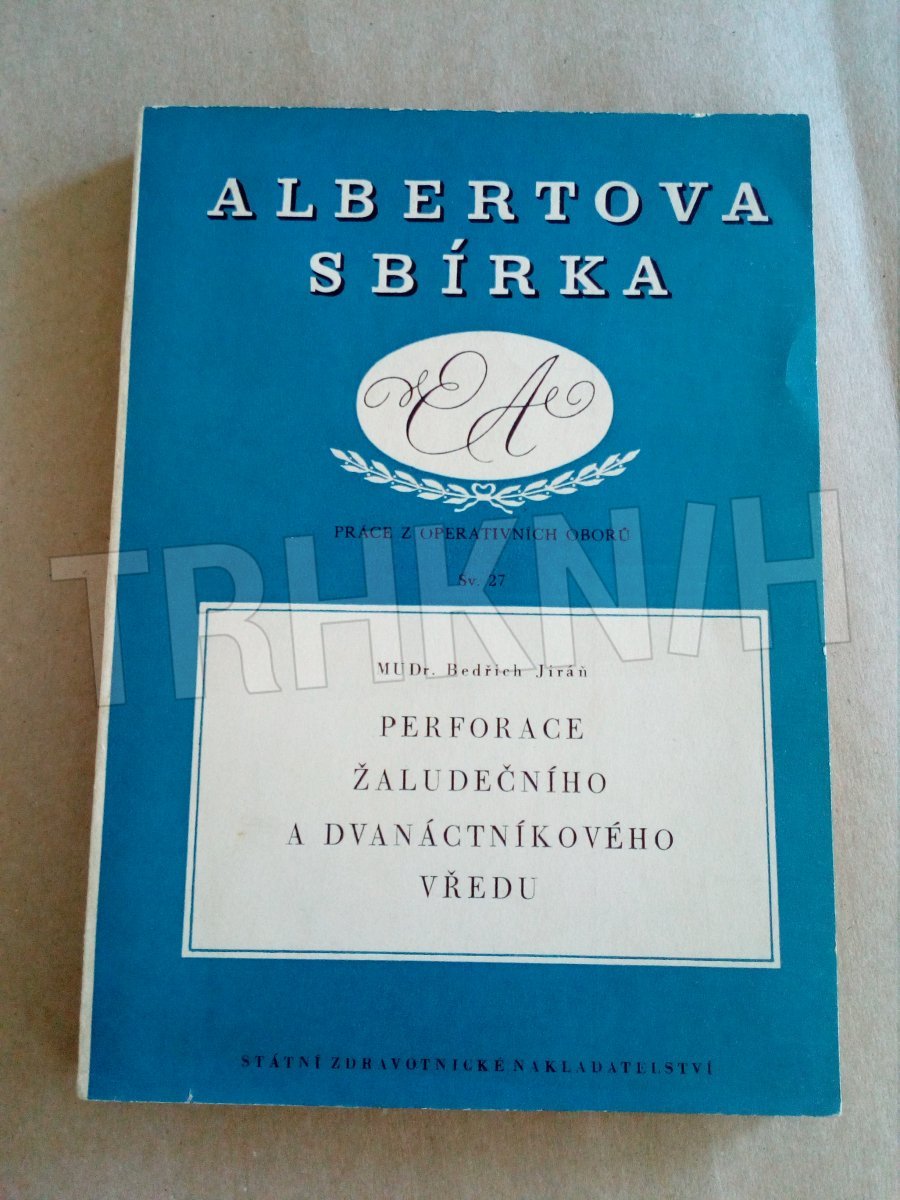 ALBERTOVA
SBÍRKA
EA
PRÁCE Z OPERATIVNÍCH OBORŮ
Sv. 27
TRHKNIH
MUDr. Bedřich Jiráň
PERFORACE
ŽALUDEČNÍHO
A DVANÁCTNÍKOVÉHO
VŘEDU
STÁTNÍ ZDRAVOTNICKÉ NAKLADATELSTVÍ